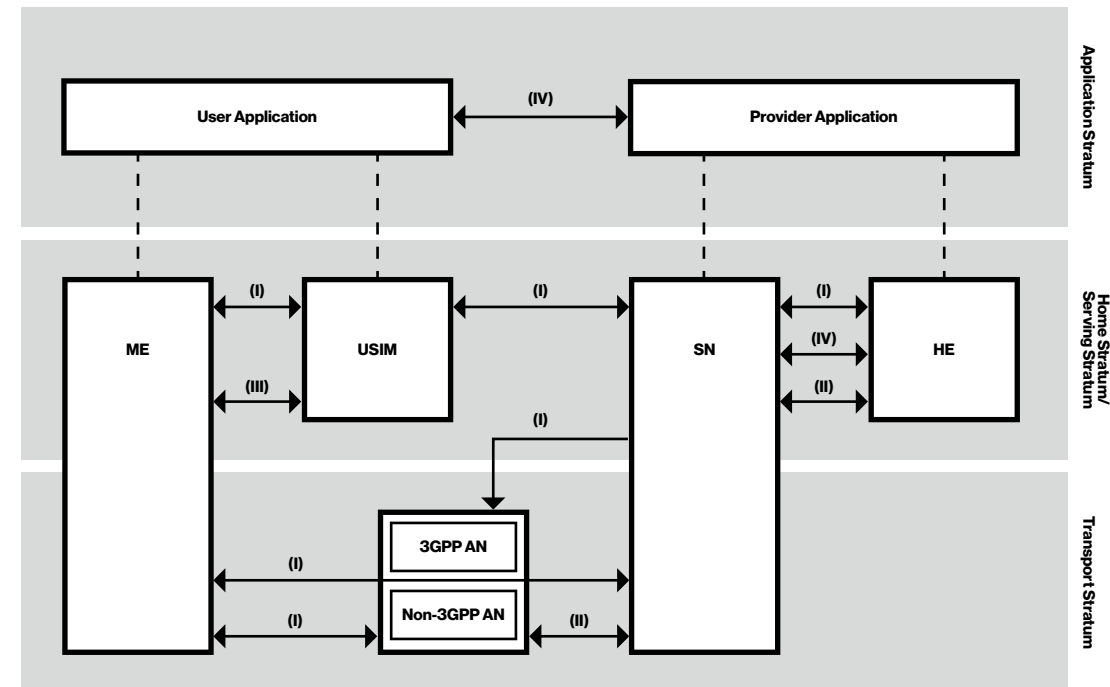 Application Stratum
(IV)
User Application
Provider Application
Home Stratum/
Serving Stratum
(I)
(I)
(I)
ME
USIM
SN
(IV)
HE
(III)
(II)
(I)
Transport Stratum
3GPP AN
(I)
Non-3GPP AN
(I)
(II)